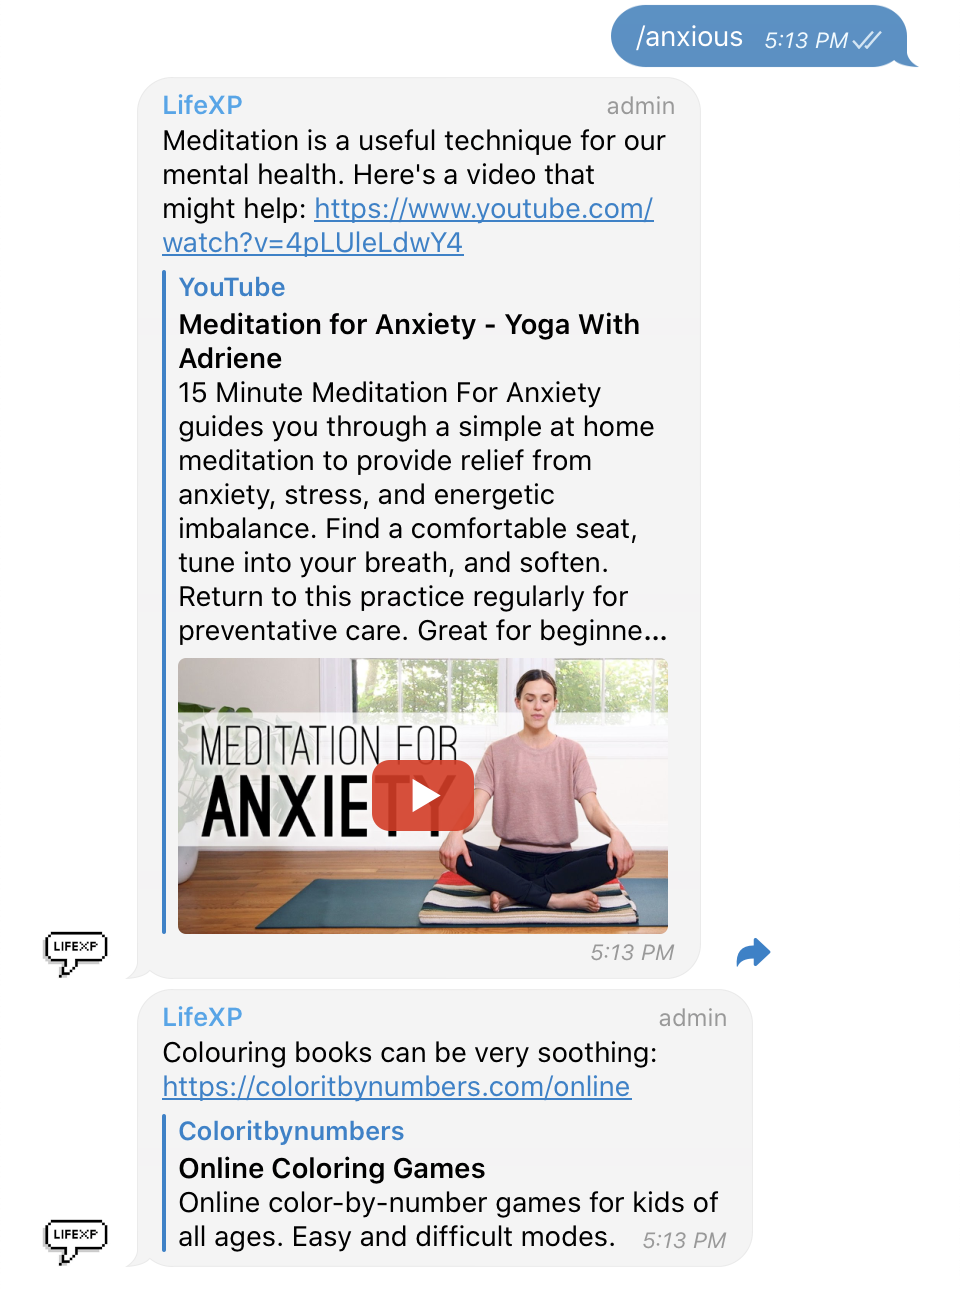 /anxious 5:13 PM
LifeXP admin
Meditation is a useful technique for our
mental health. Here's a video that
might help: https://www.youtube.com/
watch?v=4pLUleLdwY4
YouTube
Meditation for Anxiety - Yoga With
Adriene
15 Minute Meditation For Anxiety
guides you through a simple at home
meditation to provide relief from
anxiety, stress, and energetic
imbalance. Find a comfortable seat,
tune into your breath, and soften.
Return to this practice regularly for
preventative care. Great for beginne...
MEDITATION FOR
ANXIETY
LIFEXP
5:13 PM
LifeXP admin
Colouring books can be very soothing:
https://coloritbynumbers.com/online
Coloritbynumbers
Online Coloring Games
Online color-by-number games for kids of
all ages. Easy and difficult modes. 5:13 PM
LIFEXP